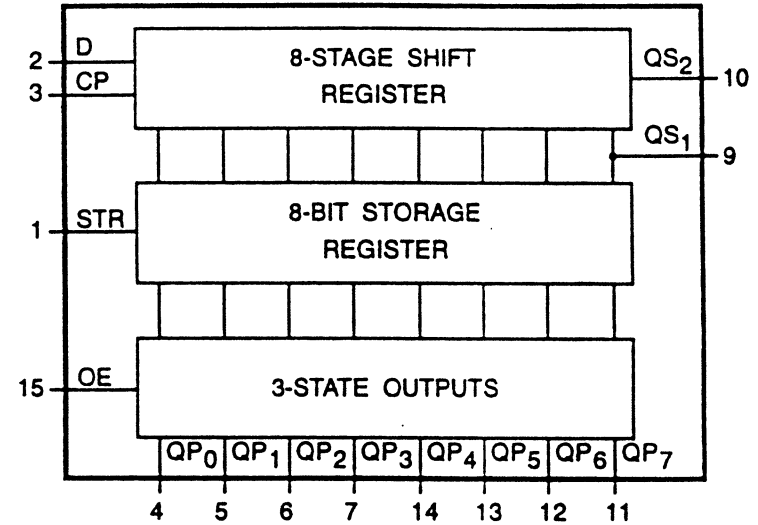 D
2
CP
3
8-STAGE SHIFT
REGISTER
QS2
10
QS1
9
STR
1
8-BIT STORAGE
REGISTER
OE
15
3-STATE OUTPUTS
QP0 QP1 QP2 QP3 QP4 QP5 QP6 QP7
4 5 6 7 14 13 12 11